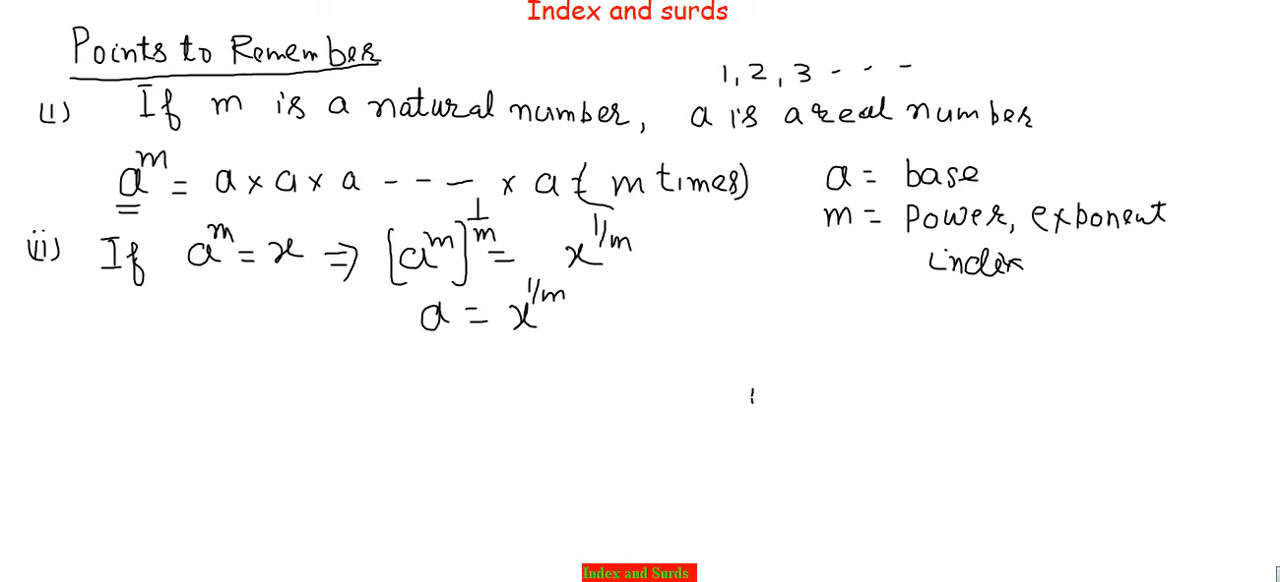 Index and surds
Points to Remember
1, 2, 3 - - -
(i) If m is a natural number, a is a real number
a^m = a × a × a - - - × a (m times)
a = base
m = power, exponent
index
(ii) If a^m = x ⇒ [a^m]^1/m = x^1/m
a = x^1/m
Index and Surds